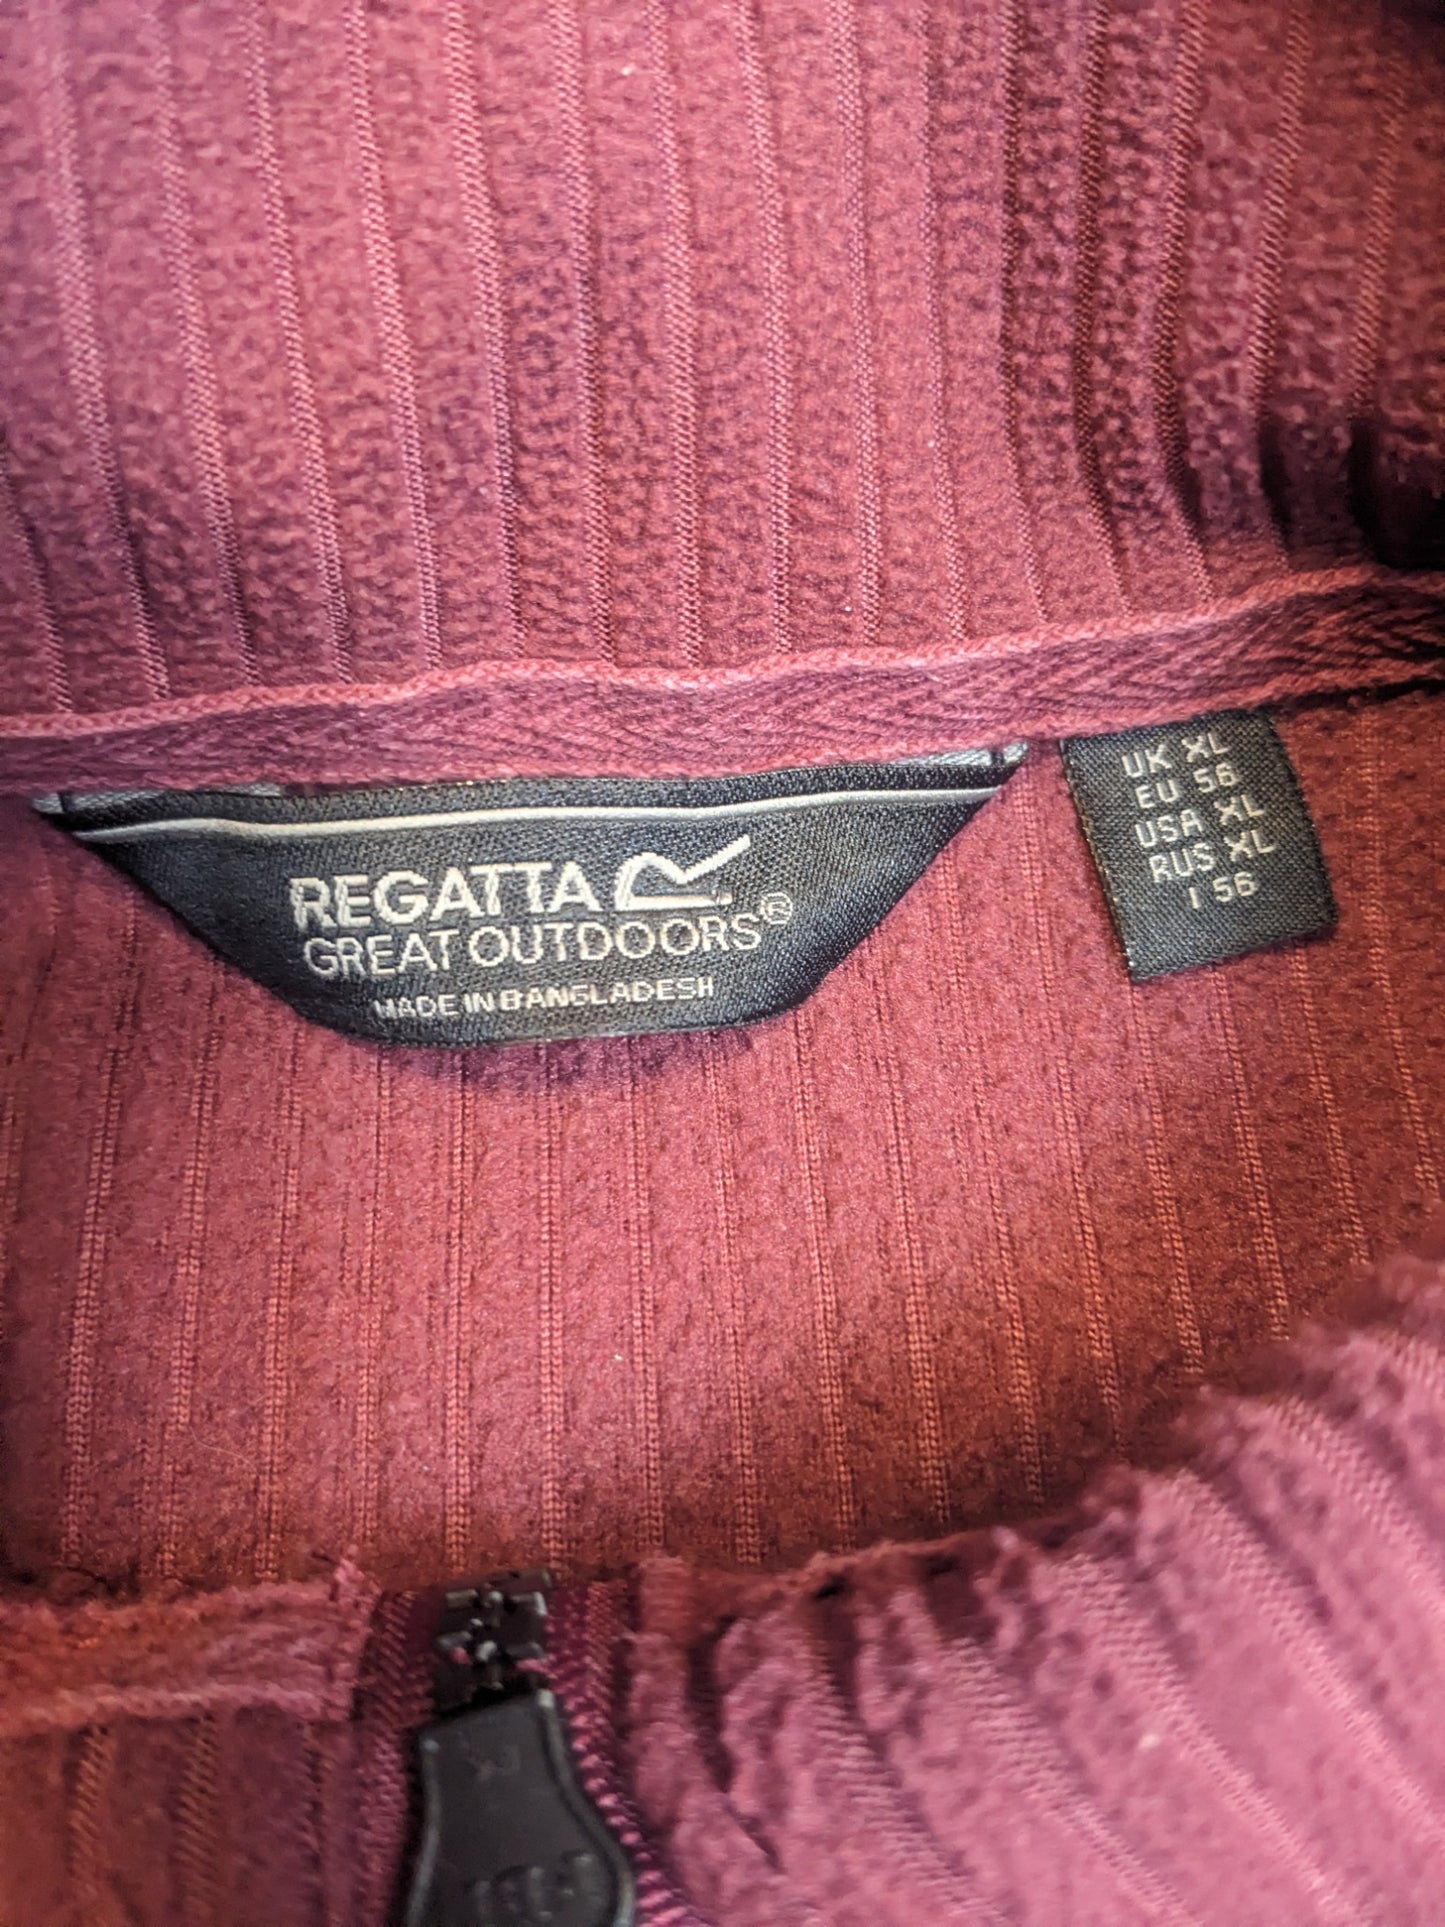 REGATTA
GREAT OUTDOORS®
MADE IN BANGLADESH
UK XL
EU 56
USA XL
RUS XL
I 56